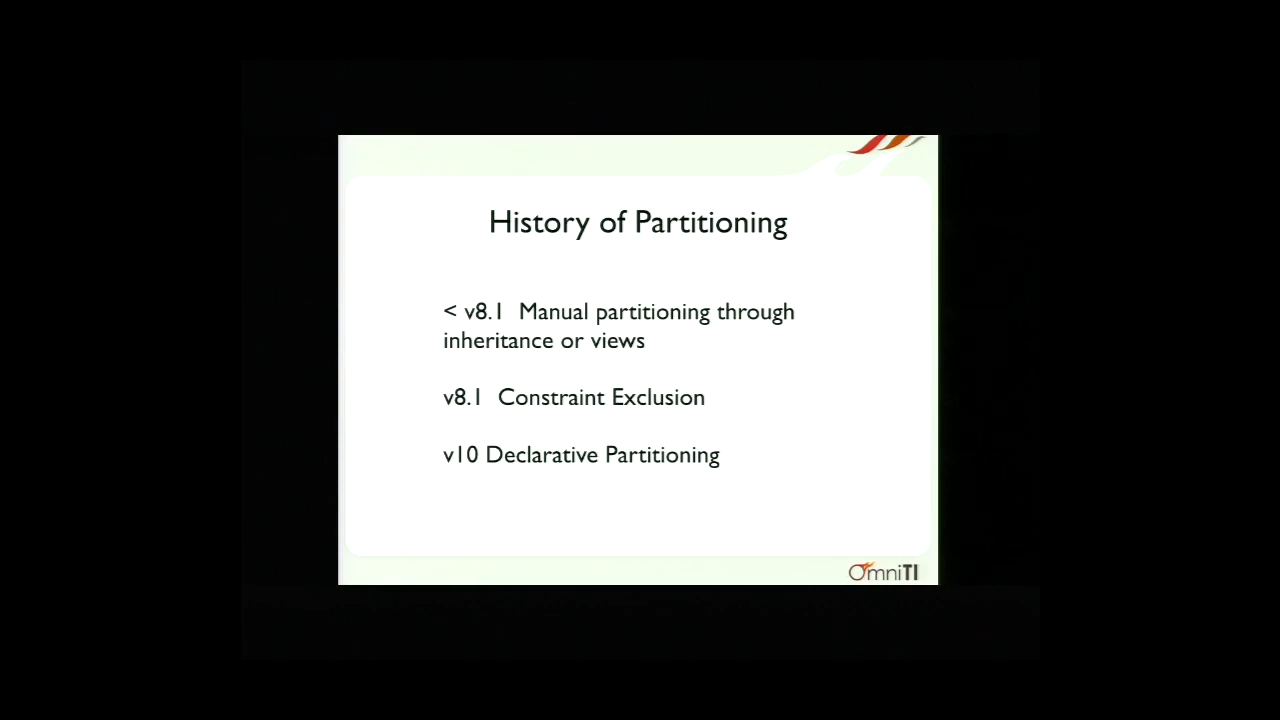 History of Partitioning
< v8.1 Manual partitioning through
inheritance or views
v8.1 Constraint Exclusion
v10 Declarative Partitioning
OmniTI